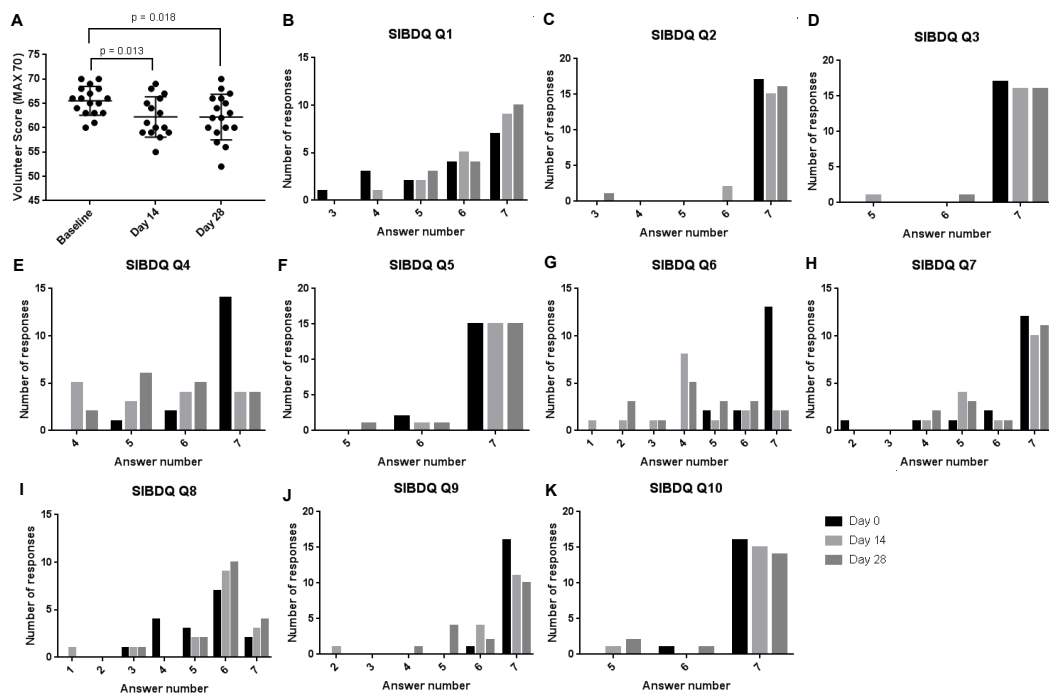 A
p = 0.018
p = 0.013
Volunteer Score (MAX 70)
75
70
65
60
55
50
45
Baseline
Day 14
Day 28
B
SIBDQ Q1
Number of responses
15
10
5
0
3 4 5 6 7
Answer number
C
SIBDQ Q2
Number of responses
20
15
10
5
0
3 4 5 6 7
Answer number
D
SIBDQ Q3
Number of responses
20
15
10
5
0
5 6 7
Answer number
E
SIBDQ Q4
Number of responses
15
10
5
0
4 5 6 7
Answer number
F
SIBDQ Q5
Number of responses
20
15
10
5
0
5 6 7
Answer number
G
SIBDQ Q6
Number of responses
15
10
5
0
1 2 3 4 5 6 7
Answer number
H
SIBDQ Q7
Number of responses
15
10
5
0
2 3 4 5 6 7
Answer number
I
SIBDQ Q8
Number of responses
15
10
5
0
1 2 3 4 5 6 7
Answer number
J
SIBDQ Q9
Number of responses
20
15
10
5
0
2 3 4 5 6 7
Answer number
K
SIBDQ Q10
Number of responses
20
15
10
5
0
5 6 7
Answer number
Day 0
Day 14
Day 28